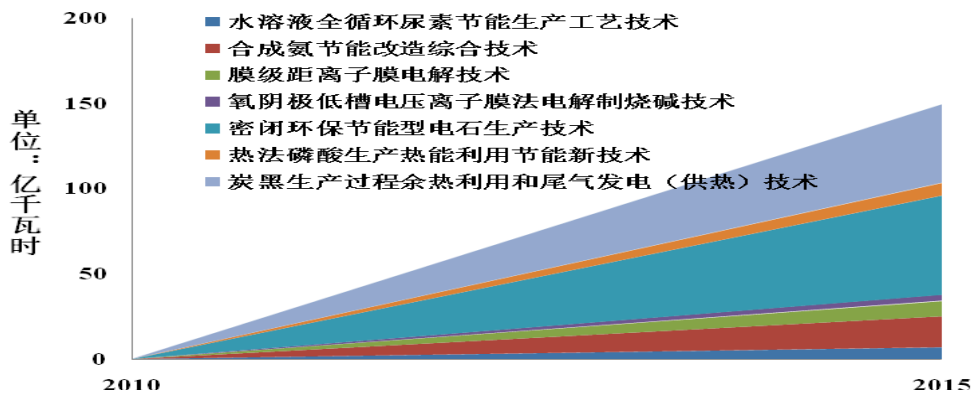 200
150
100
50
0
单位：亿千瓦时
水溶液全循环尿素节能生产工艺技术
合成氨节能改造综合技术
膜级距离子膜电解技术
氧阴极低槽电压离子膜法电解制烧碱技术
密闭环保节能型电石生产技术
热法磷酸生产热能利用节能新技术
炭黑生产过程余热利用和尾气发电（供热）技术
2010
2015